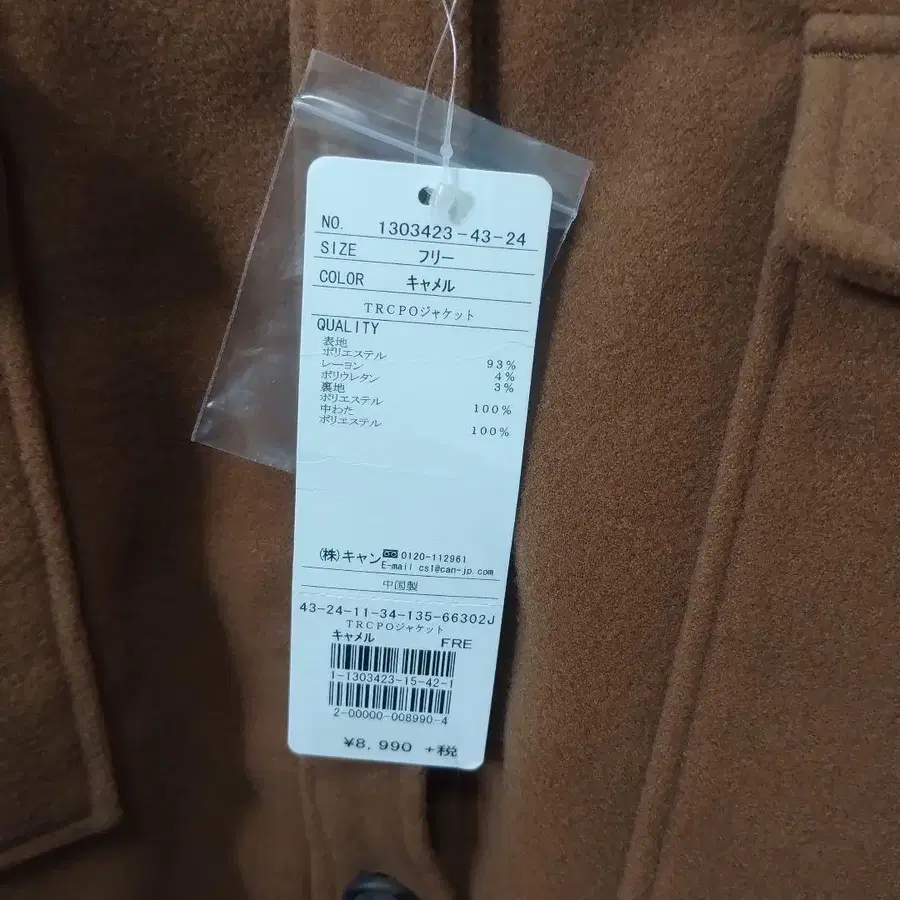 NO. 1303423-43-24
SIZE フリー
COLOR キャメル
TRCPOジャケット
QUALITY
表地
ポリエステル 93%
レーヨン 4%
ポリウレタン 3%
裏地
ポリエステル 100%
中わた
ポリエステル 100%
(株)キャン 0120-112961
E-mail cs1@can-jp.com
中国製
43-24-11-34-135-66302J
TRCPOジャケット
キャメル FRE
1-1303423-15-42-1
2-00000-008990-4
¥8,990 +税